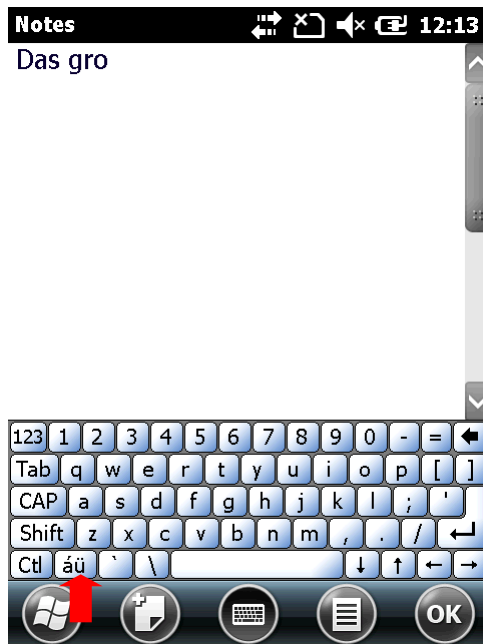 Notes 12:13
Das gro
123 1 2 3 4 5 6 7 8 9 0 - =
Tab q w e r t y u i o p [ ]
CAP a s d f g h j k l ; '
Shift z x c v b n m , . /
Ctl áü ` \
OK